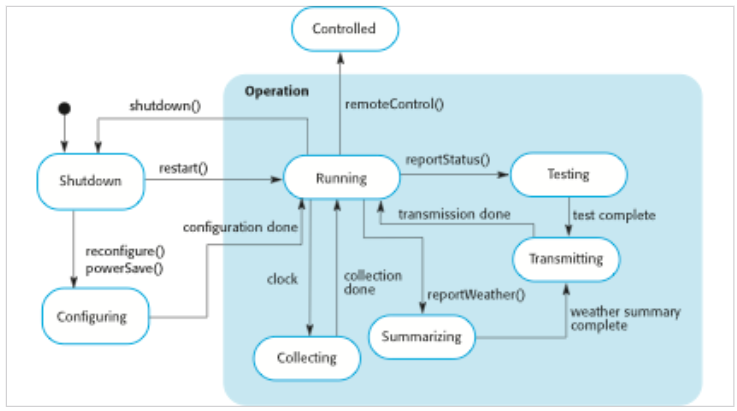 Controlled
Operation
shutdown()
remoteControl()
Shutdown
restart()
Running
reportStatus()
Testing
configuration done
transmission done
test complete
reconfigure()
powerSave()
Transmitting
clock
collection
done
reportWeather()
Configuring
Summarizing
weather summary
complete
Collecting